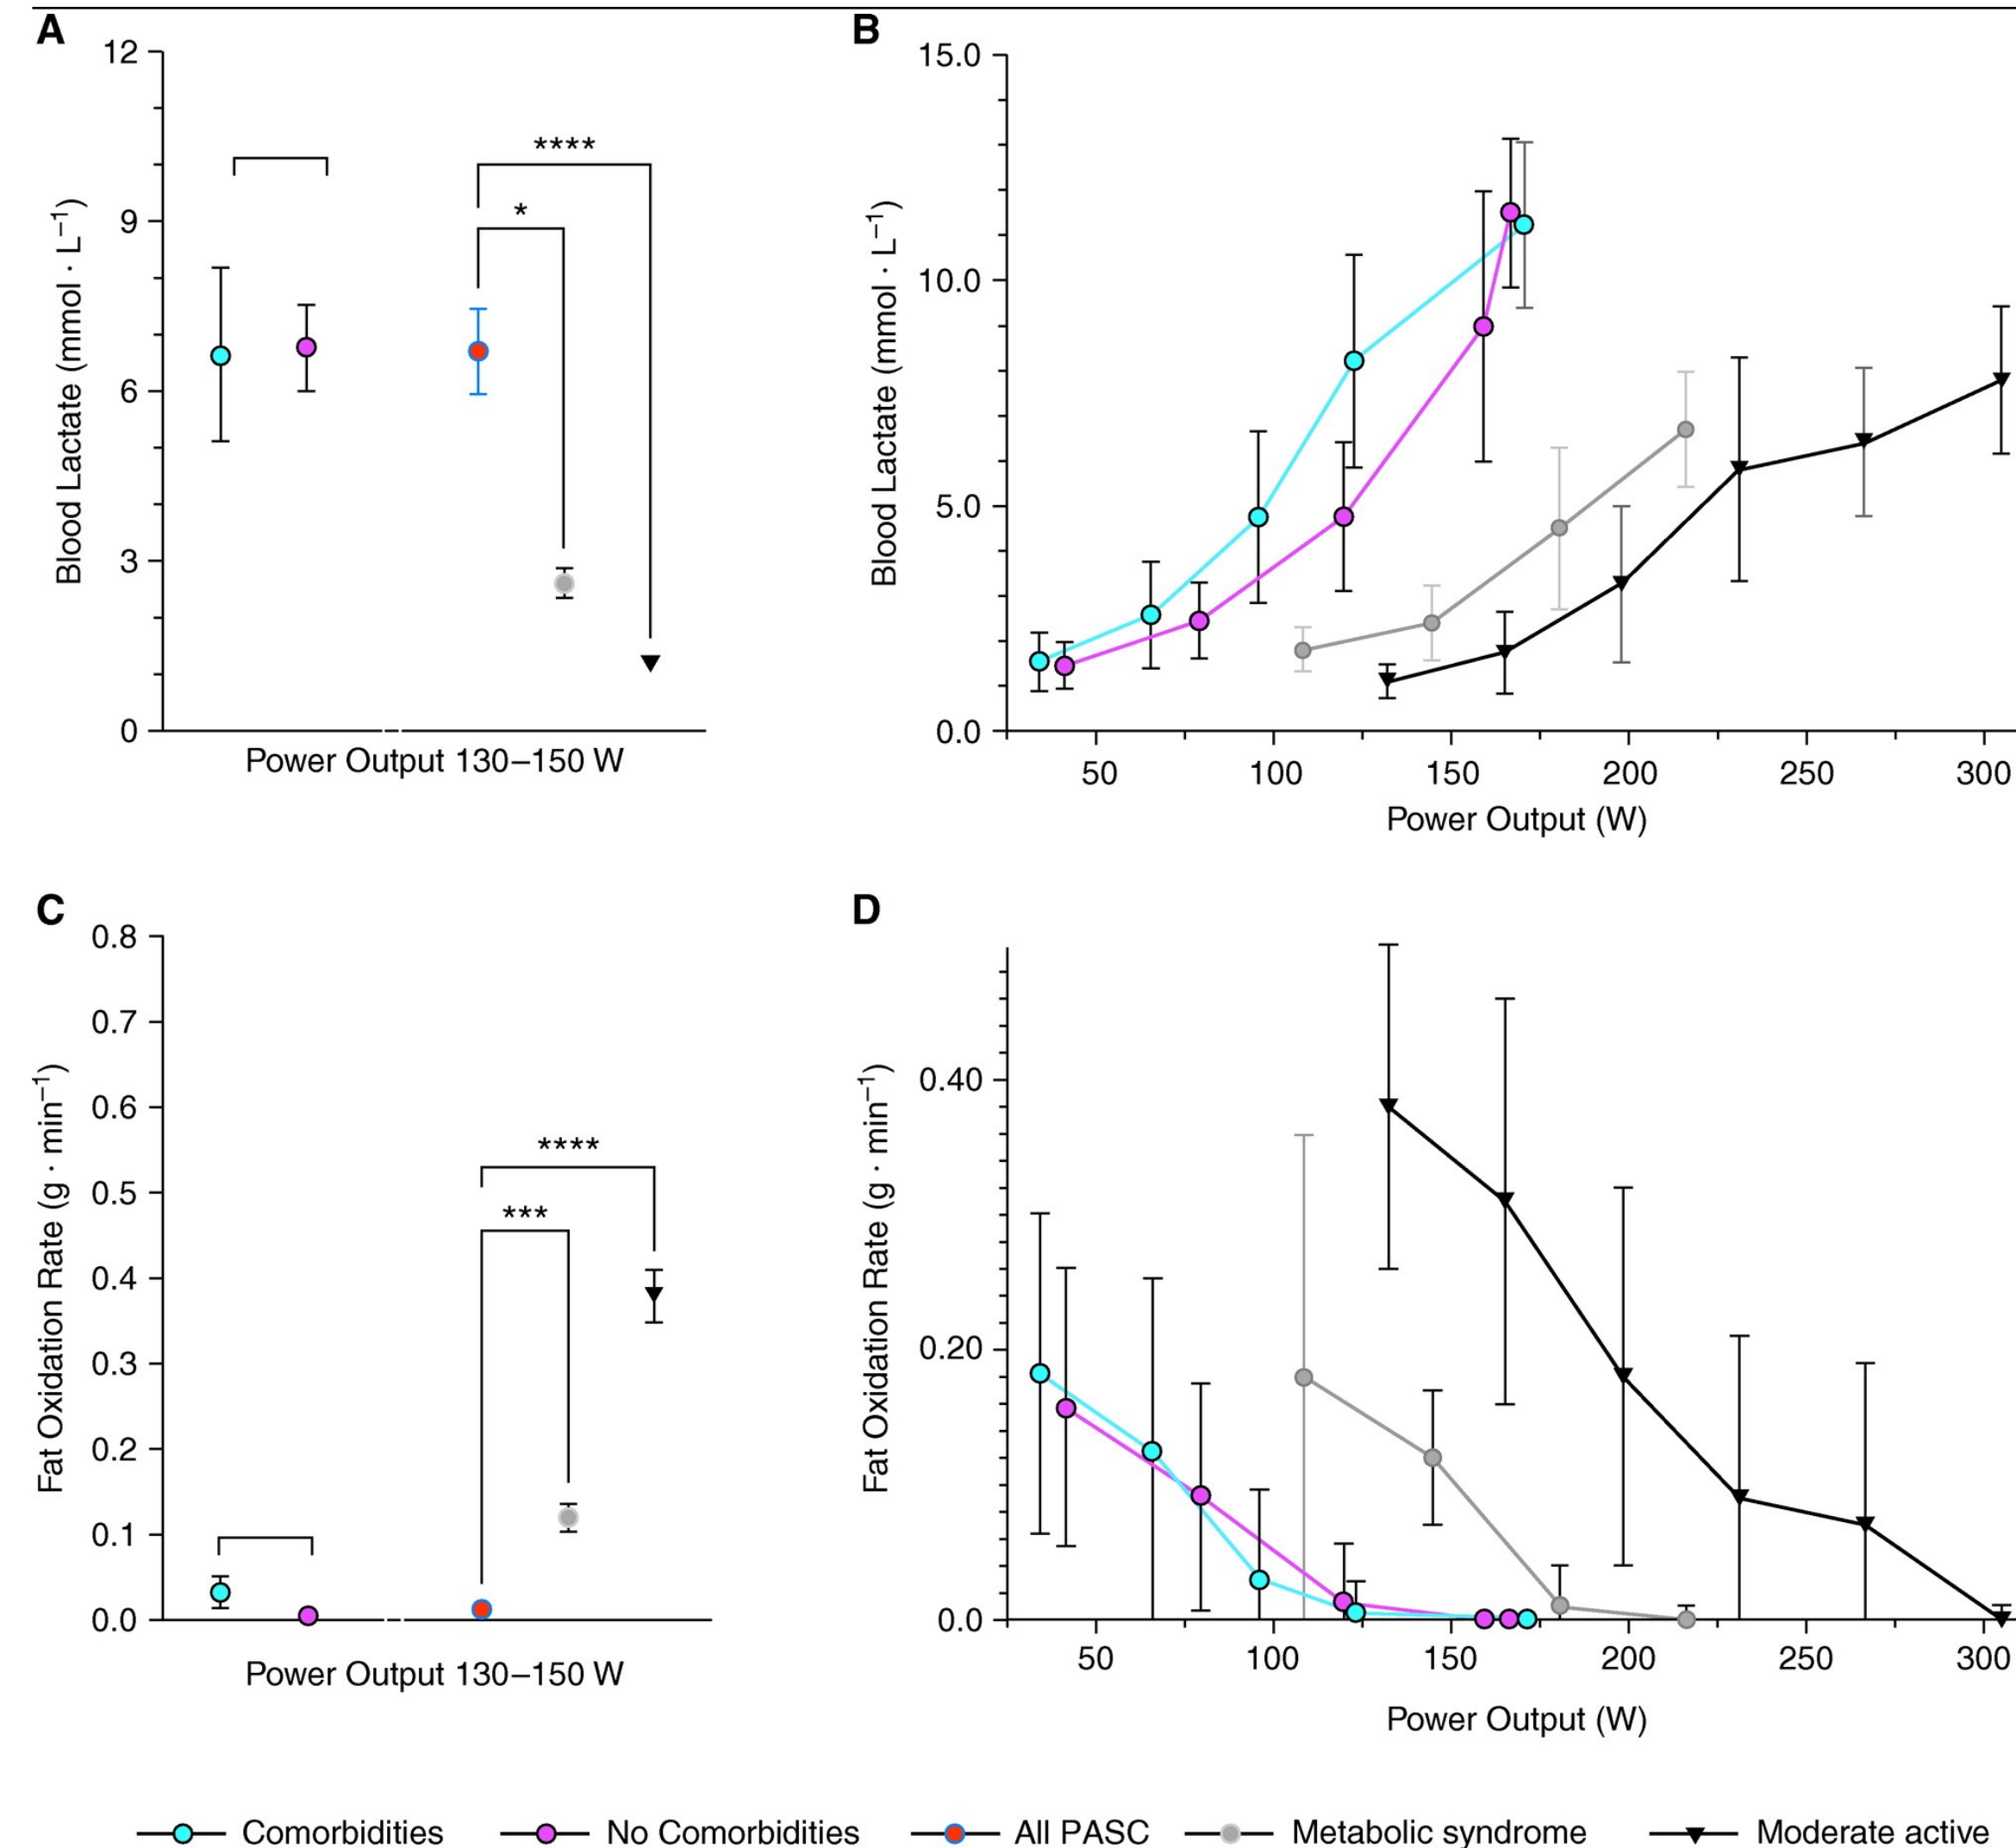 A
12
9
6
3
0
Blood Lactate (mmol · L⁻¹)
****
*
Power Output 130–150 W
B
15.0
10.0
5.0
0.0
Blood Lactate (mmol · L⁻¹)
50 100 150 200 250 300
Power Output (W)
C
0.8
0.7
0.6
0.5
0.4
0.3
0.2
0.1
0.0
Fat Oxidation Rate (g · min⁻¹)
****
***
Power Output 130–150 W
D
0.40
0.20
0.0
Fat Oxidation Rate (g · min⁻¹)
50 100 150 200 250 300
Power Output (W)
Comorbidities No Comorbidities All PASC Metabolic syndrome Moderate active